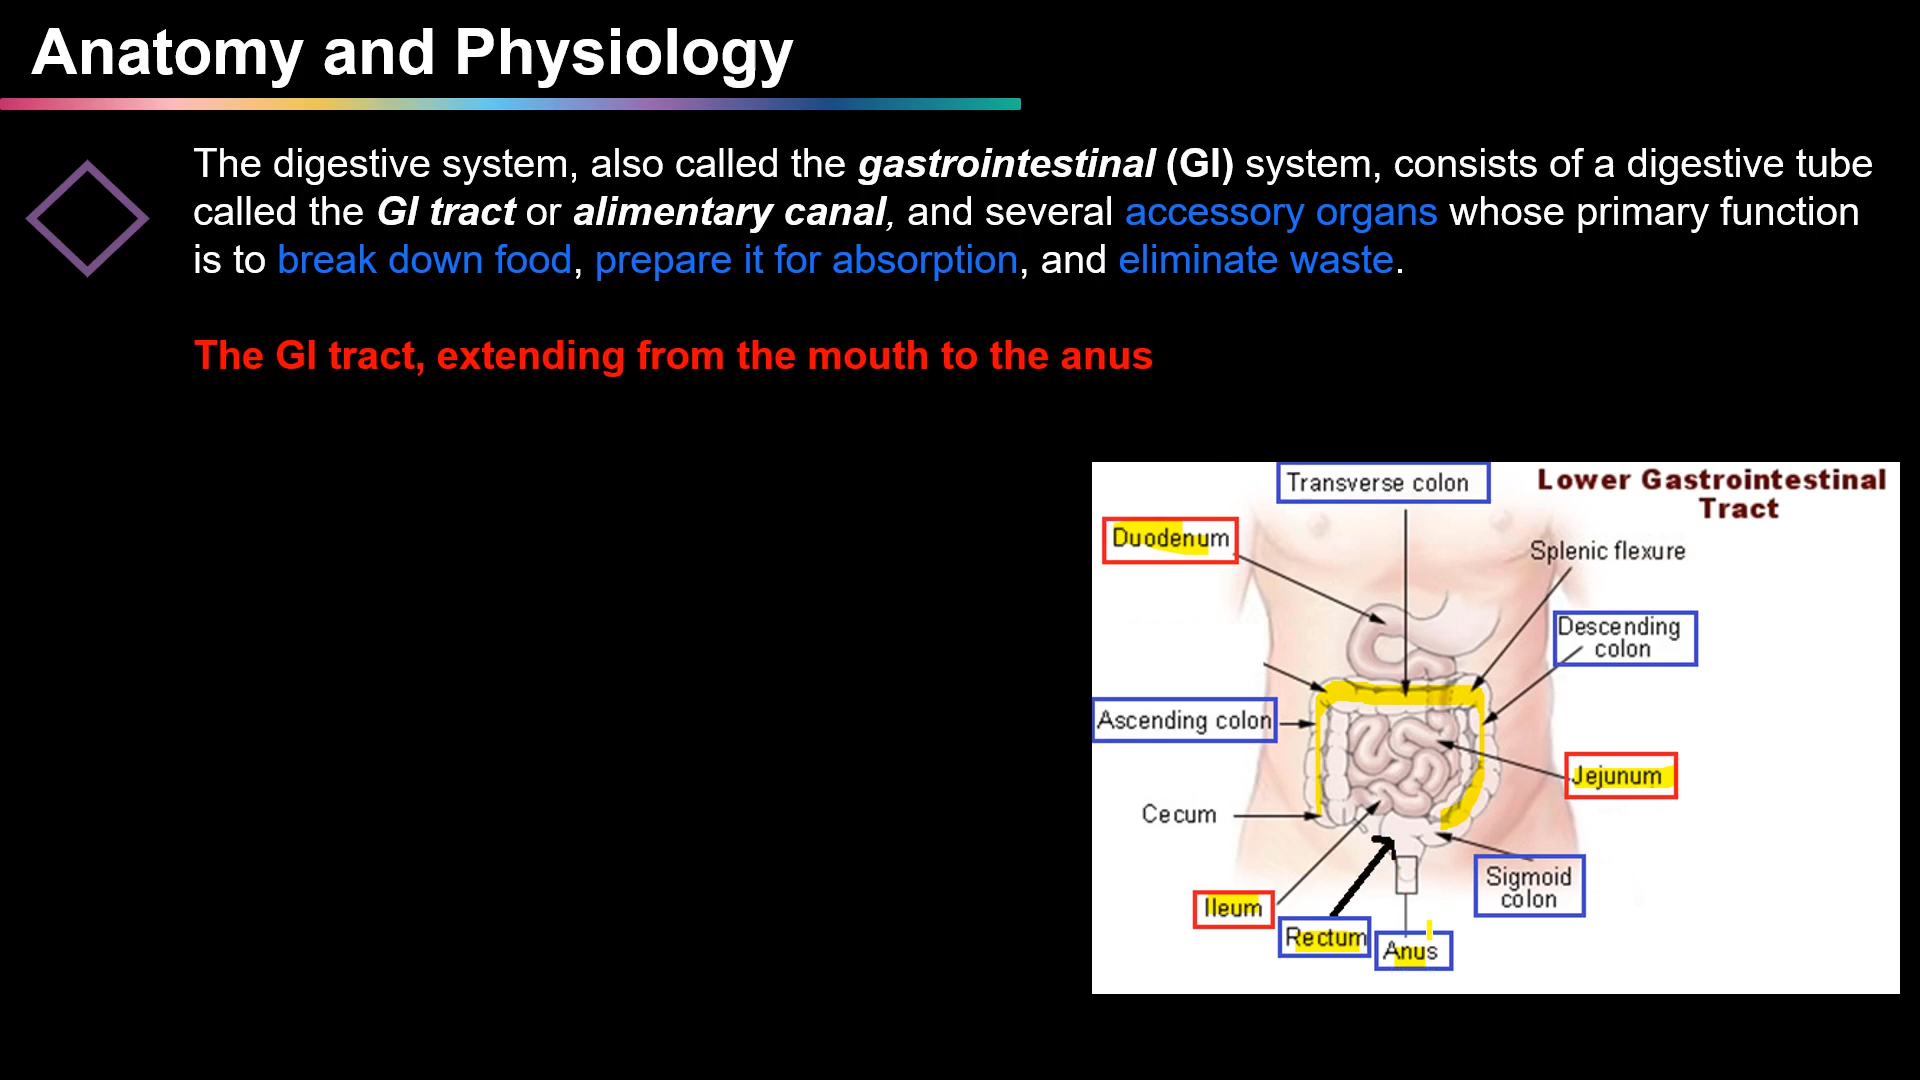 Anatomy and Physiology
The digestive system, also called the gastrointestinal (GI) system, consists of a digestive tube
called the GI tract or alimentary canal, and several accessory organs whose primary function
is to break down food, prepare it for absorption, and eliminate waste.
The GI tract, extending from the mouth to the anus
Transverse colon
Lower Gastrointestinal
Tract
Duodenum
Splenic flexure
Descending
colon
Ascending colon
Jejunum
Cecum
Sigmoid
colon
Ileum
Rectum
Anus